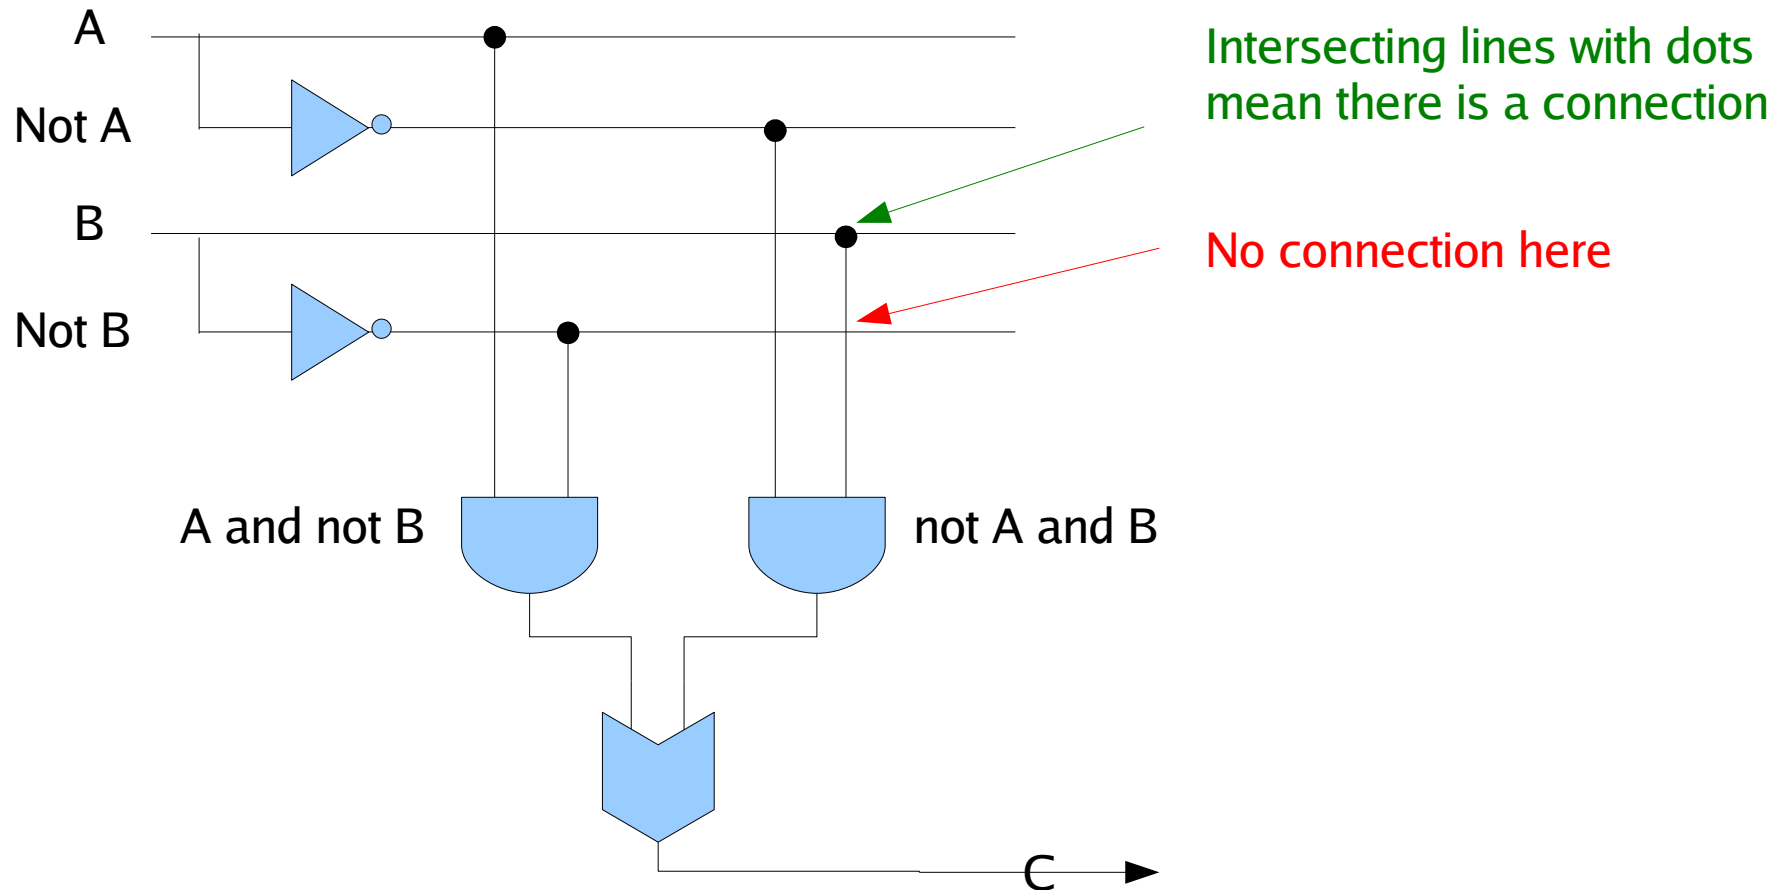 A
Intersecting lines with dots
mean there is a connection
Not A
B
No connection here
Not B
A and not B
not A and B
C